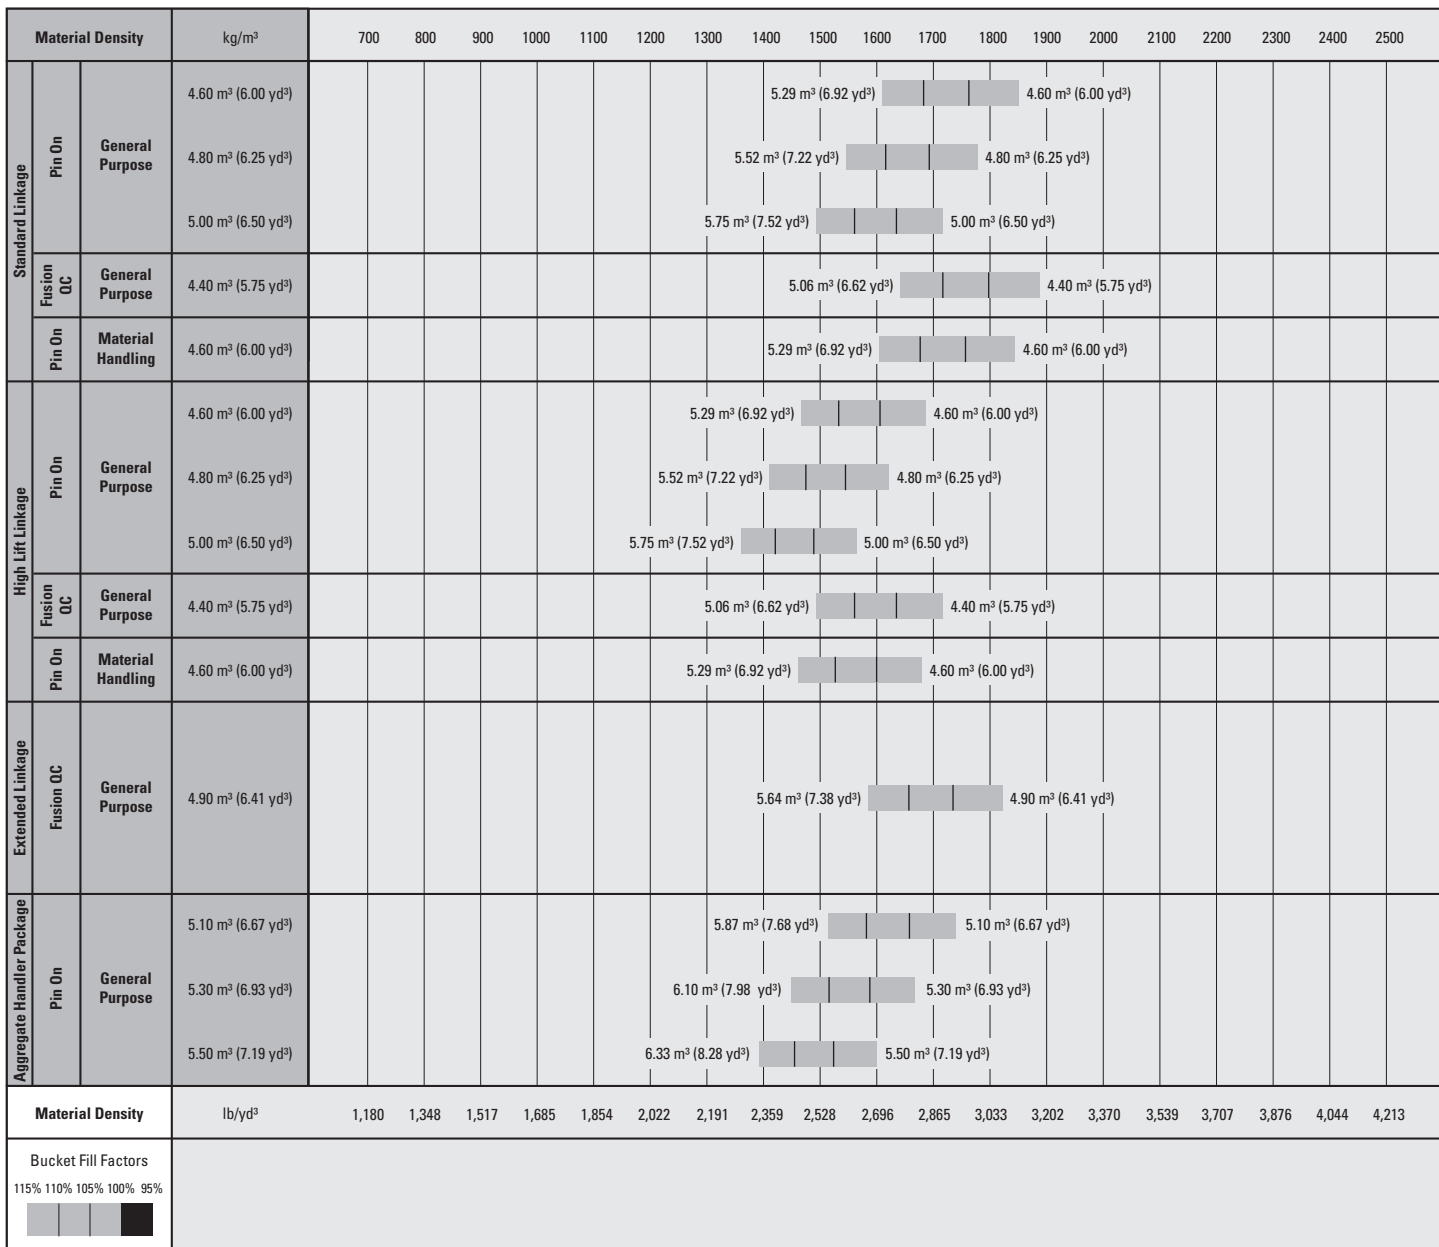 Material Density kg/m³ 700 800 900 1000 1100 1200 1300 1400 1500 1600 1700 1800 1900 2000 2100 2200 2300 2400 2500
Standard Linkage
Pin On
General
Purpose
4.60 m³ (6.00 yd³) 5.29 m³ (6.92 yd³) 4.60 m³ (6.00 yd³)
4.80 m³ (6.25 yd³) 5.52 m³ (7.22 yd³) 4.80 m³ (6.25 yd³)
5.00 m³ (6.50 yd³) 5.75 m³ (7.52 yd³) 5.00 m³ (6.50 yd³)
Fusion
QC
General
Purpose
4.40 m³ (5.75 yd³) 5.06 m³ (6.62 yd³) 4.40 m³ (5.75 yd³)
Pin On
Material
Handling
4.60 m³ (6.00 yd³) 5.29 m³ (6.92 yd³) 4.60 m³ (6.00 yd³)
High Lift Linkage
Pin On
General
Purpose
4.60 m³ (6.00 yd³) 5.29 m³ (6.92 yd³) 4.60 m³ (6.00 yd³)
4.80 m³ (6.25 yd³) 5.52 m³ (7.22 yd³) 4.80 m³ (6.25 yd³)
5.00 m³ (6.50 yd³) 5.75 m³ (7.52 yd³) 5.00 m³ (6.50 yd³)
Fusion
QC
General
Purpose
4.40 m³ (5.75 yd³) 5.06 m³ (6.62 yd³) 4.40 m³ (5.75 yd³)
Pin On
Material
Handling
4.60 m³ (6.00 yd³) 5.29 m³ (6.92 yd³) 4.60 m³ (6.00 yd³)
Extended Linkage
Fusion QC
General
Purpose
4.90 m³ (6.41 yd³) 5.64 m³ (7.38 yd³) 4.90 m³ (6.41 yd³)
Aggregate Handler Package
Pin On
General
Purpose
5.10 m³ (6.67 yd³) 5.87 m³ (7.68 yd³) 5.10 m³ (6.67 yd³)
5.30 m³ (6.93 yd³) 6.10 m³ (7.98 yd³) 5.30 m³ (6.93 yd³)
5.50 m³ (7.19 yd³) 6.33 m³ (8.28 yd³) 5.50 m³ (7.19 yd³)
Material Density lb/yd³ 1,180 1,348 1,517 1,685 1,854 2,022 2,191 2,359 2,528 2,696 2,865 3,033 3,202 3,370 3,539 3,707 3,876 4,044 4,213
Bucket Fill Factors
115% 110% 105% 100% 95%